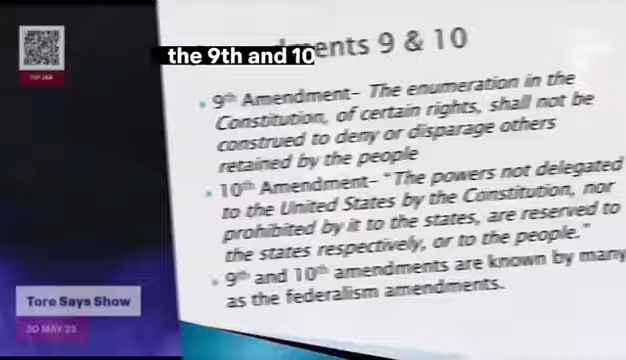 the 9th and 10
dments 9 & 10
9th Amendment– The enumeration in the
Constitution, of certain rights, shall not be
construed to deny or disparage others
retained by the people
10th Amendment– “The powers not delegated
to the United States by the Constitution, nor
prohibited by it to the states, are reserved to
the states respectively, or to the people.”
9th and 10th amendments are known by many
as the federalism amendments..
Tore Says Show
30 MAY 23